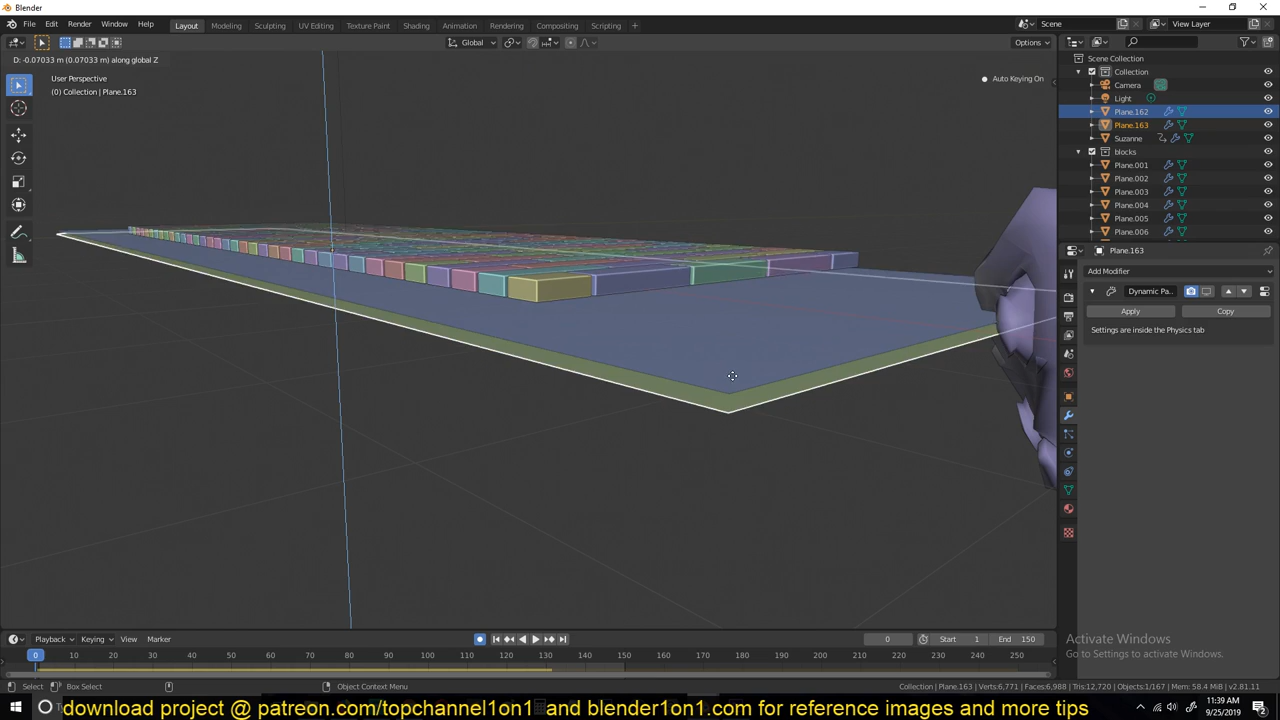 Blender
File Edit Render Window Help Layout Modeling Sculpting UV Editing Texture Paint Shading Animation Rendering Compositing Scripting + Scene View Layer
Global Options
D: -0.07033 m (0.07033 m) along global Z
Scene Collection
User Perspective Auto Keying On Collection
(0) Collection | Plane.163 Camera
Light
Plane.162
Plane.163
Suzanne
blocks
Plane.001
Plane.002
Plane.003
Plane.004
Plane.005
Plane.006
Plane.163
Add Modifier
Dynamic Pa..
Apply Copy
Settings are inside the Physics tab
Playback Keying View Marker 0 Start 1 End 150
0 10 20 30 40 50 60 70 80 90 100 110 120 130 140 150 160 170 180 190 200 210 220 230 240 250
Activate Windows
Go to Settings to activate Windows.
Select Box Select Object Context Menu Collection | Plane.163 | Verts:6,771 | Faces:6,988 | Tris:12,720 | Objects:1/167 | Mem: 58.4 MiB | v2.81.11
download project @ patreon.com/topchannel1on1 and blender1on1.com for reference images and more tips
11:39 AM
9/25/2019